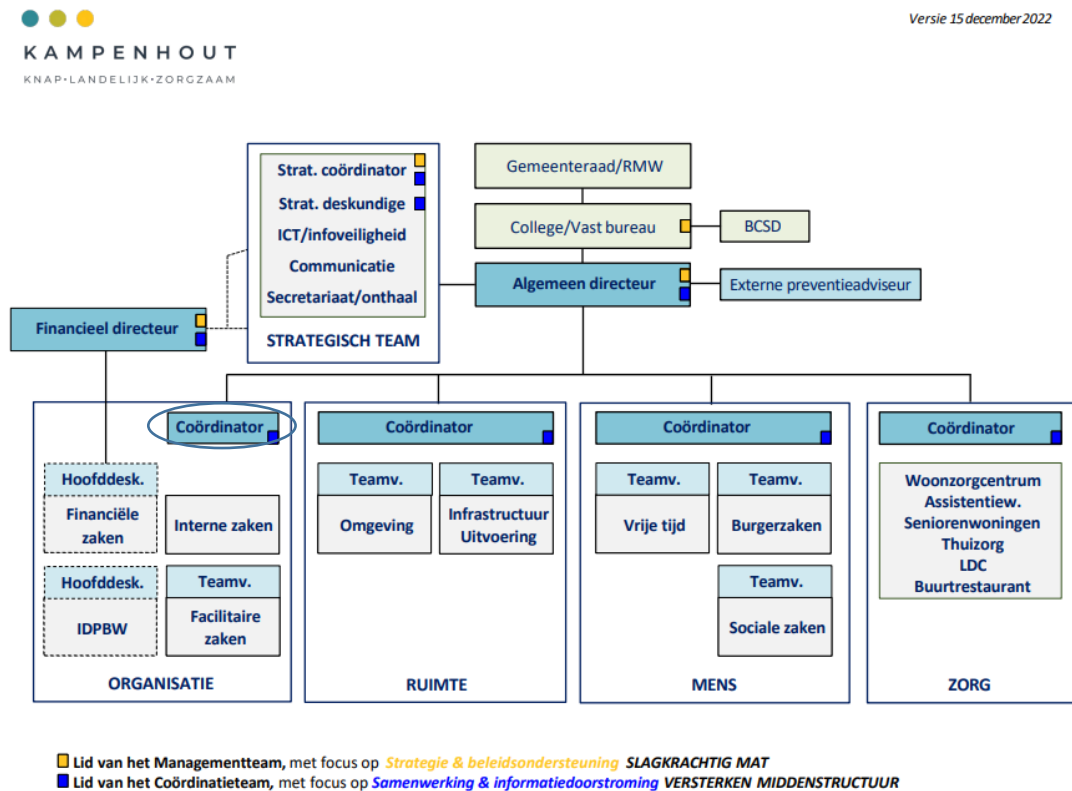 Versie 15 december 2022
KAMPENHOUT
KNAP•LANDELIJK•ZORGZAAM
Strat. coördinator
Strat. deskundige
ICT/infoveiligheid
Communicatie
Secretariaat/onthaal
STRATEGISCH TEAM
Gemeenteraad/RMW
College/Vast bureau
BCSD
Algemeen directeur
Externe preventieadviseur
Financieel directeur
Coördinator
Hoofddesk.
Financiële
zaken
Interne zaken
Hoofddesk.
IDPBW
Teamv.
Facilitaire
zaken
ORGANISATIE
Coördinator
Teamv.
Omgeving
Teamv.
Infrastructuur
Uitvoering
RUIMTE
Coördinator
Teamv.
Vrije tijd
Teamv.
Burgerzaken
Teamv.
Sociale zaken
MENS
Coördinator
Woonzorgcentrum
Assistentiew.
Seniorenwoningen
Thuizorg
LDC
Buurtrestaurant
ZORG
Lid van het Managementteam, met focus op Strategie & beleidsondersteuning SLAGKRACHTIG MAT
Lid van het Coördinatieteam, met focus op Samenwerking & informatiedoorstroming VERSTERKEN MIDDENSTRUCTUUR